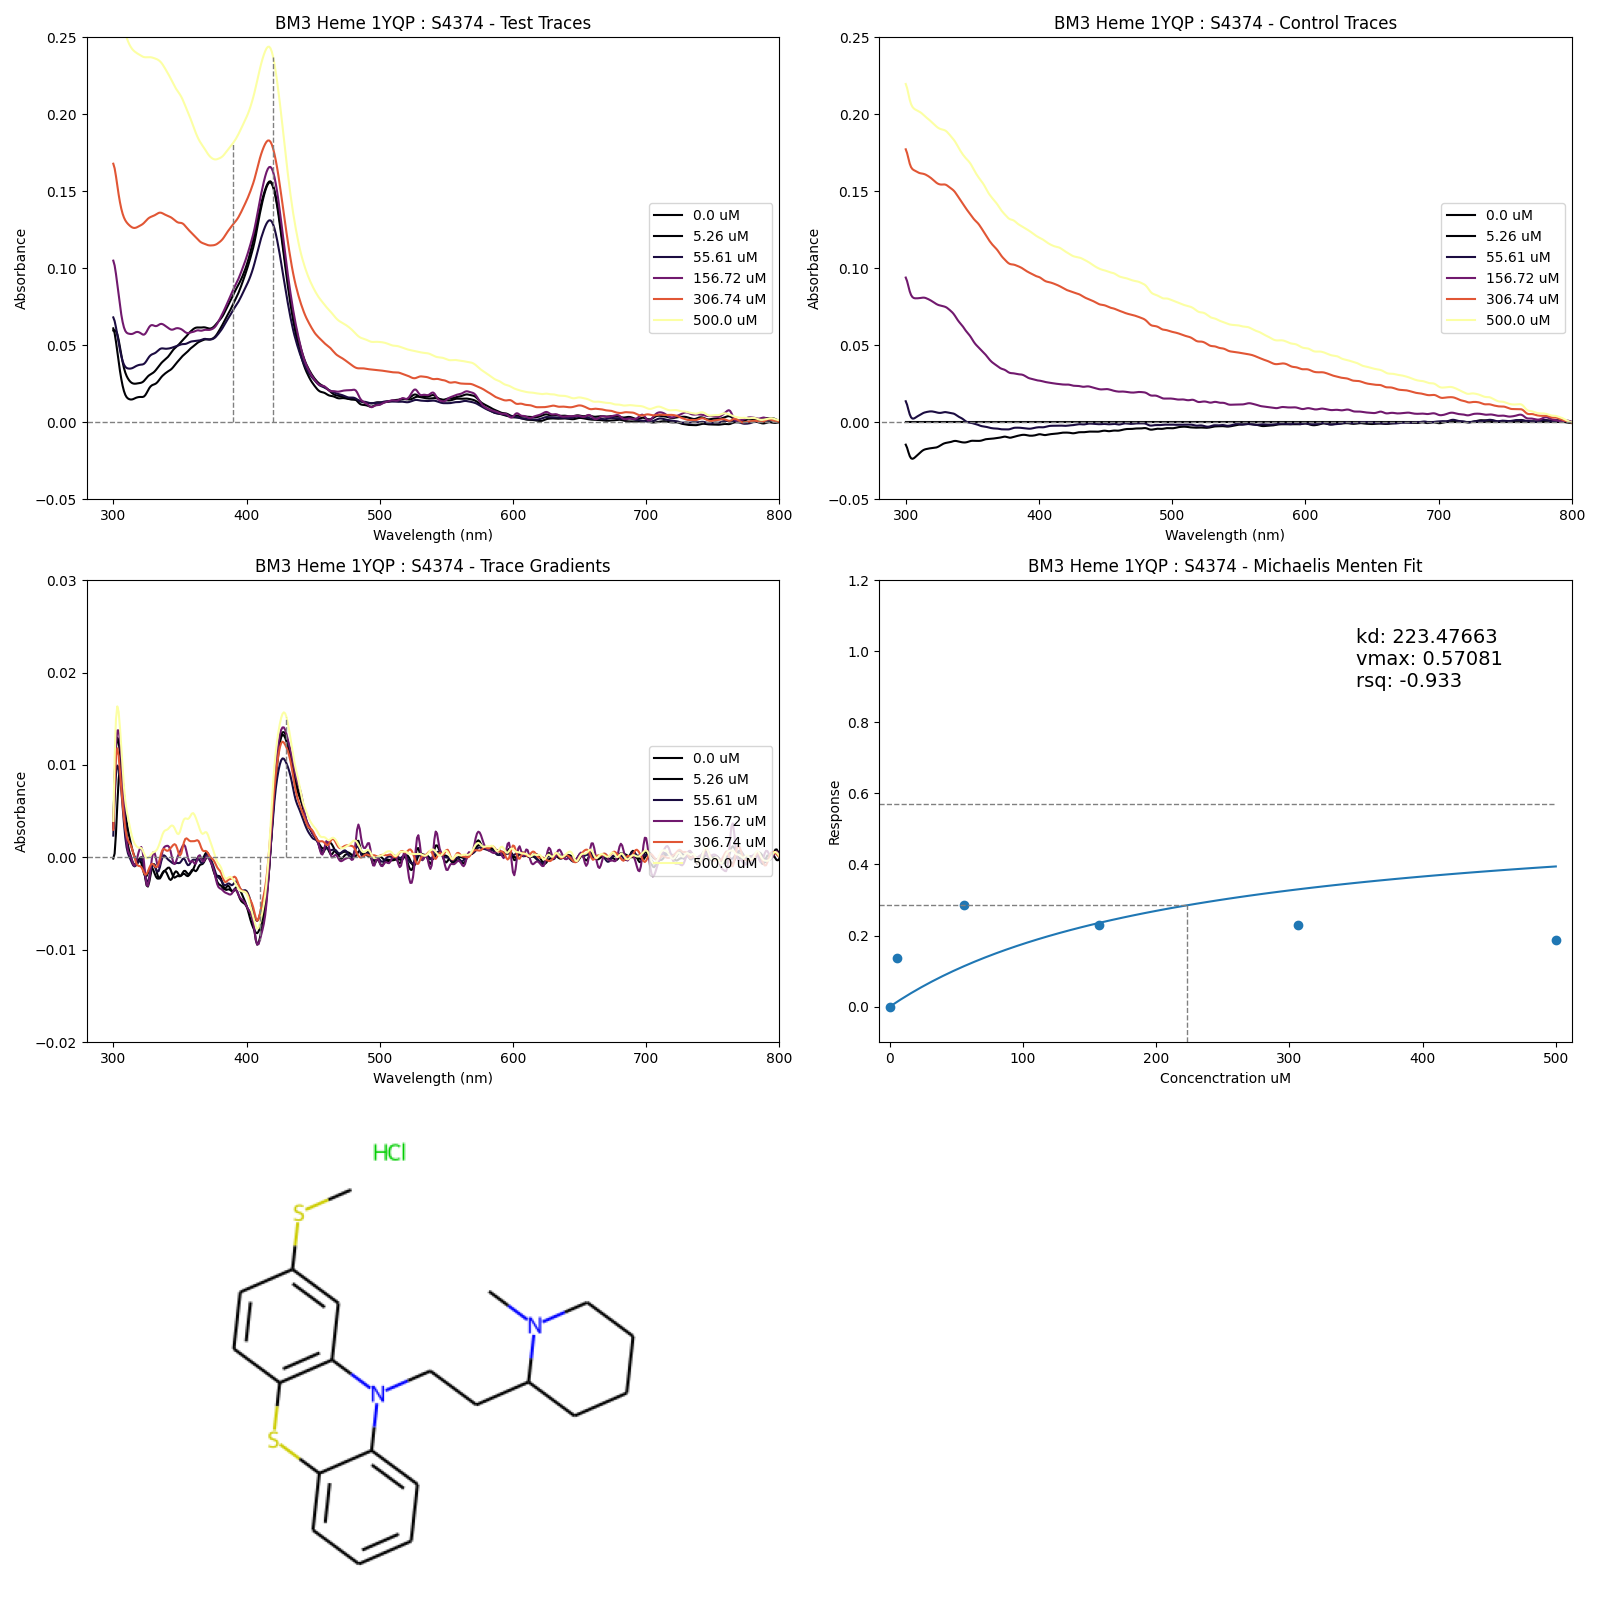 BM3 Heme 1YQP : S4374 - Test Traces
0.25
0.20
0.15
0.10
0.05
0.00
−0.05
Absorbance
300 400 500 600 700 800
Wavelength (nm)
0.0 uM
5.26 uM
55.61 uM
156.72 uM
306.74 uM
500.0 uM
BM3 Heme 1YQP : S4374 - Control Traces
0.25
0.20
0.15
0.10
0.05
0.00
−0.05
Absorbance
300 400 500 600 700 800
Wavelength (nm)
0.0 uM
5.26 uM
55.61 uM
156.72 uM
306.74 uM
500.0 uM
BM3 Heme 1YQP : S4374 - Trace Gradients
0.03
0.02
0.01
0.00
−0.01
−0.02
Absorbance
300 400 500 600 700 800
Wavelength (nm)
0.0 uM
5.26 uM
55.61 uM
156.72 uM
306.74 uM
500.0 uM
BM3 Heme 1YQP : S4374 - Michaelis Menten Fit
1.2
1.0
0.8
0.6
0.4
0.2
0.0
Response
0 100 200 300 400 500
Concenctration uM
kd: 223.47663
vmax: 0.57081
rsq: -0.933
HCl
S
N
N
S